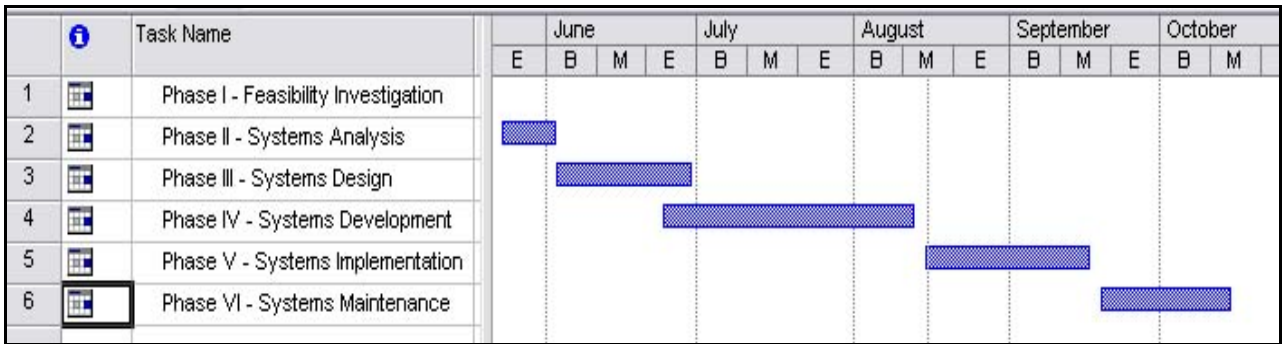 Task Name June July August September October
E B M E B M E B M E B M E B M
1 Phase I - Feasibility Investigation
2 Phase II - Systems Analysis
3 Phase III - Systems Design
4 Phase IV - Systems Development
5 Phase V - Systems Implementation
6 Phase VI - Systems Maintenance